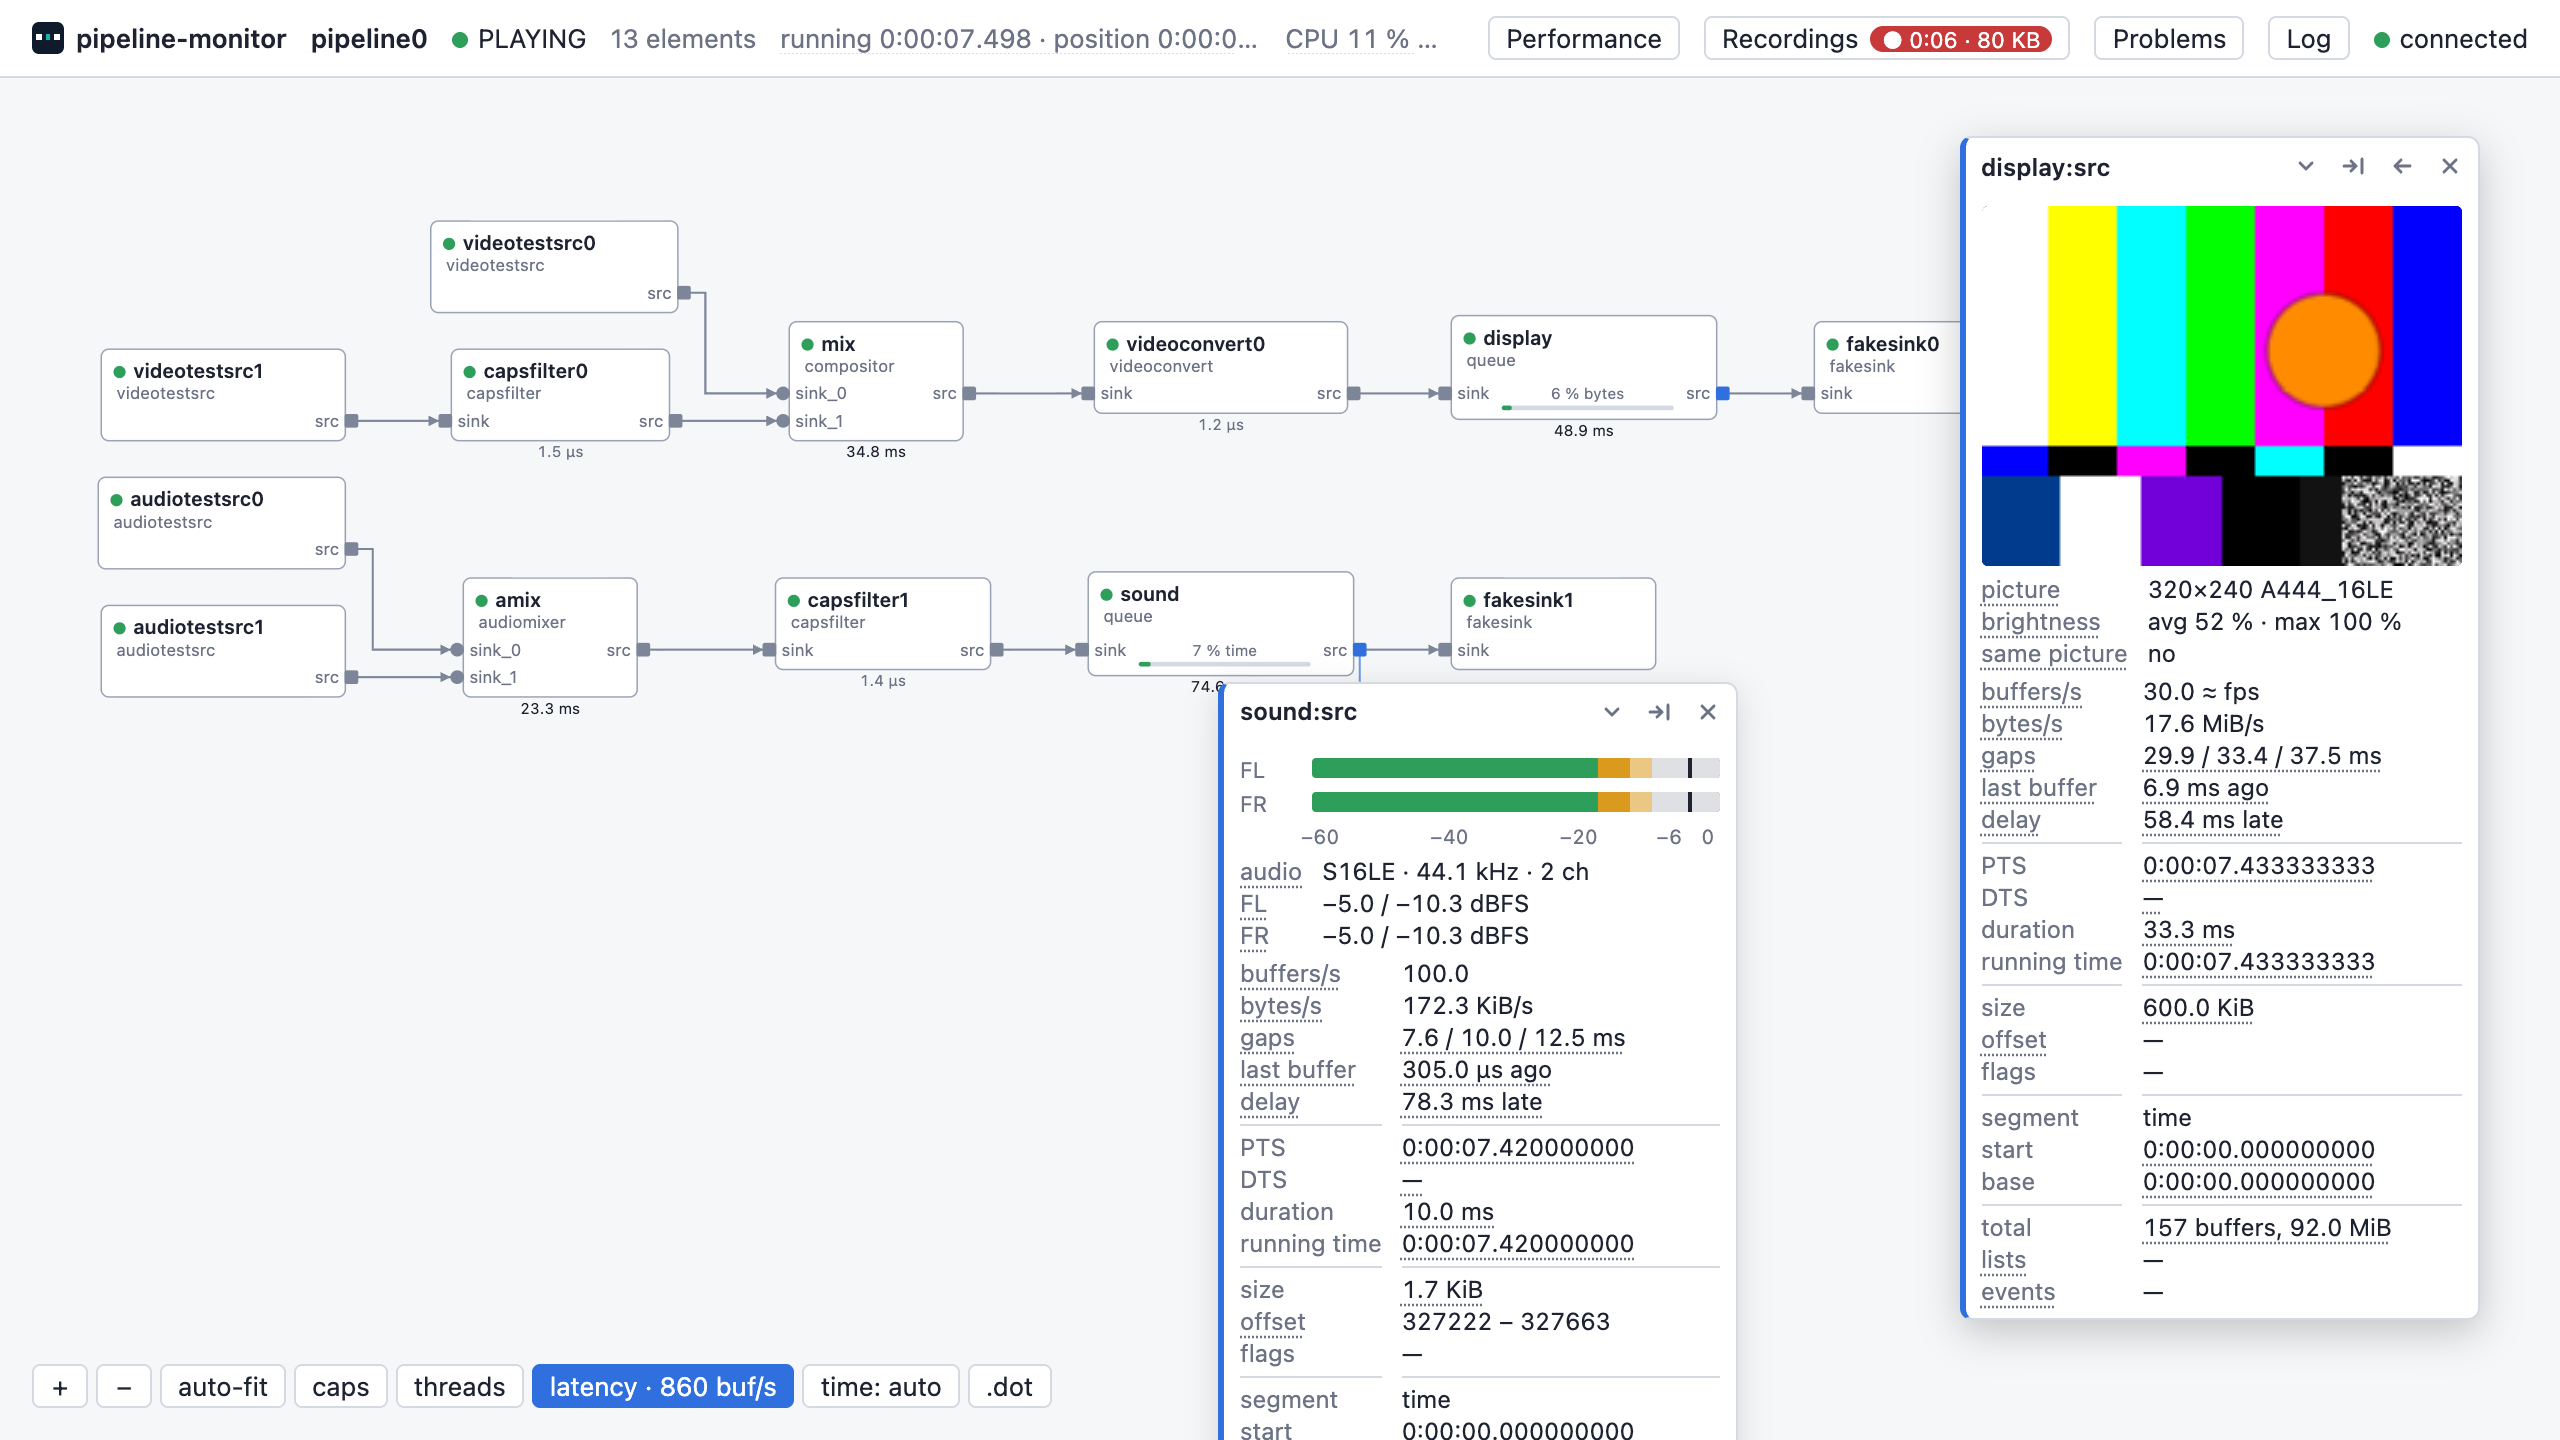 pipeline-monitor pipeline0 PLAYING 13 elements running 0:00:07.498 · position 0:00:0... CPU 11 % ... Performance Recordings 0:06 · 80 KB Problems Log connected
videotestsrc0
videotestsrc
src
videotestsrc1
videotestsrc
src
capsfilter0
capsfilter
sink src
1.5 µs
mix
compositor
sink_0 src
sink_1
34.8 ms
videoconvert0
videoconvert
sink src
1.2 µs
display
queue
sink 6 % bytes src
48.9 ms
fakesink0
fakesink
sink
audiotestsrc0
audiotestsrc
src
audiotestsrc1
audiotestsrc
src
amix
audiomixer
sink_0 src
sink_1
23.3 ms
capsfilter1
capsfilter
sink src
1.4 µs
sound
queue
sink 7 % time src
74.6
fakesink1
fakesink
sink
sound:src
FL
FR
−60 −40 −20 −6 0
audio S16LE · 44.1 kHz · 2 ch
FL −5.0 / −10.3 dBFS
FR −5.0 / −10.3 dBFS
buffers/s 100.0
bytes/s 172.3 KiB/s
gaps 7.6 / 10.0 / 12.5 ms
last buffer 305.0 µs ago
delay 78.3 ms late
PTS 0:00:07.420000000
DTS —
duration 10.0 ms
running time 0:00:07.420000000
size 1.7 KiB
offset 327222 – 327663
flags —
segment time
start 0:00:00.000000000
display:src
picture 320×240 A444_16LE
brightness avg 52 % · max 100 %
same picture no
buffers/s 30.0 ≈ fps
bytes/s 17.6 MiB/s
gaps 29.9 / 33.4 / 37.5 ms
last buffer 6.9 ms ago
delay 58.4 ms late
PTS 0:00:07.433333333
DTS —
duration 33.3 ms
running time 0:00:07.433333333
size 600.0 KiB
offset —
flags —
segment time
start 0:00:00.000000000
base 0:00:00.000000000
total 157 buffers, 92.0 MiB
lists —
events —
+ − auto-fit caps threads latency · 860 buf/s time: auto .dot